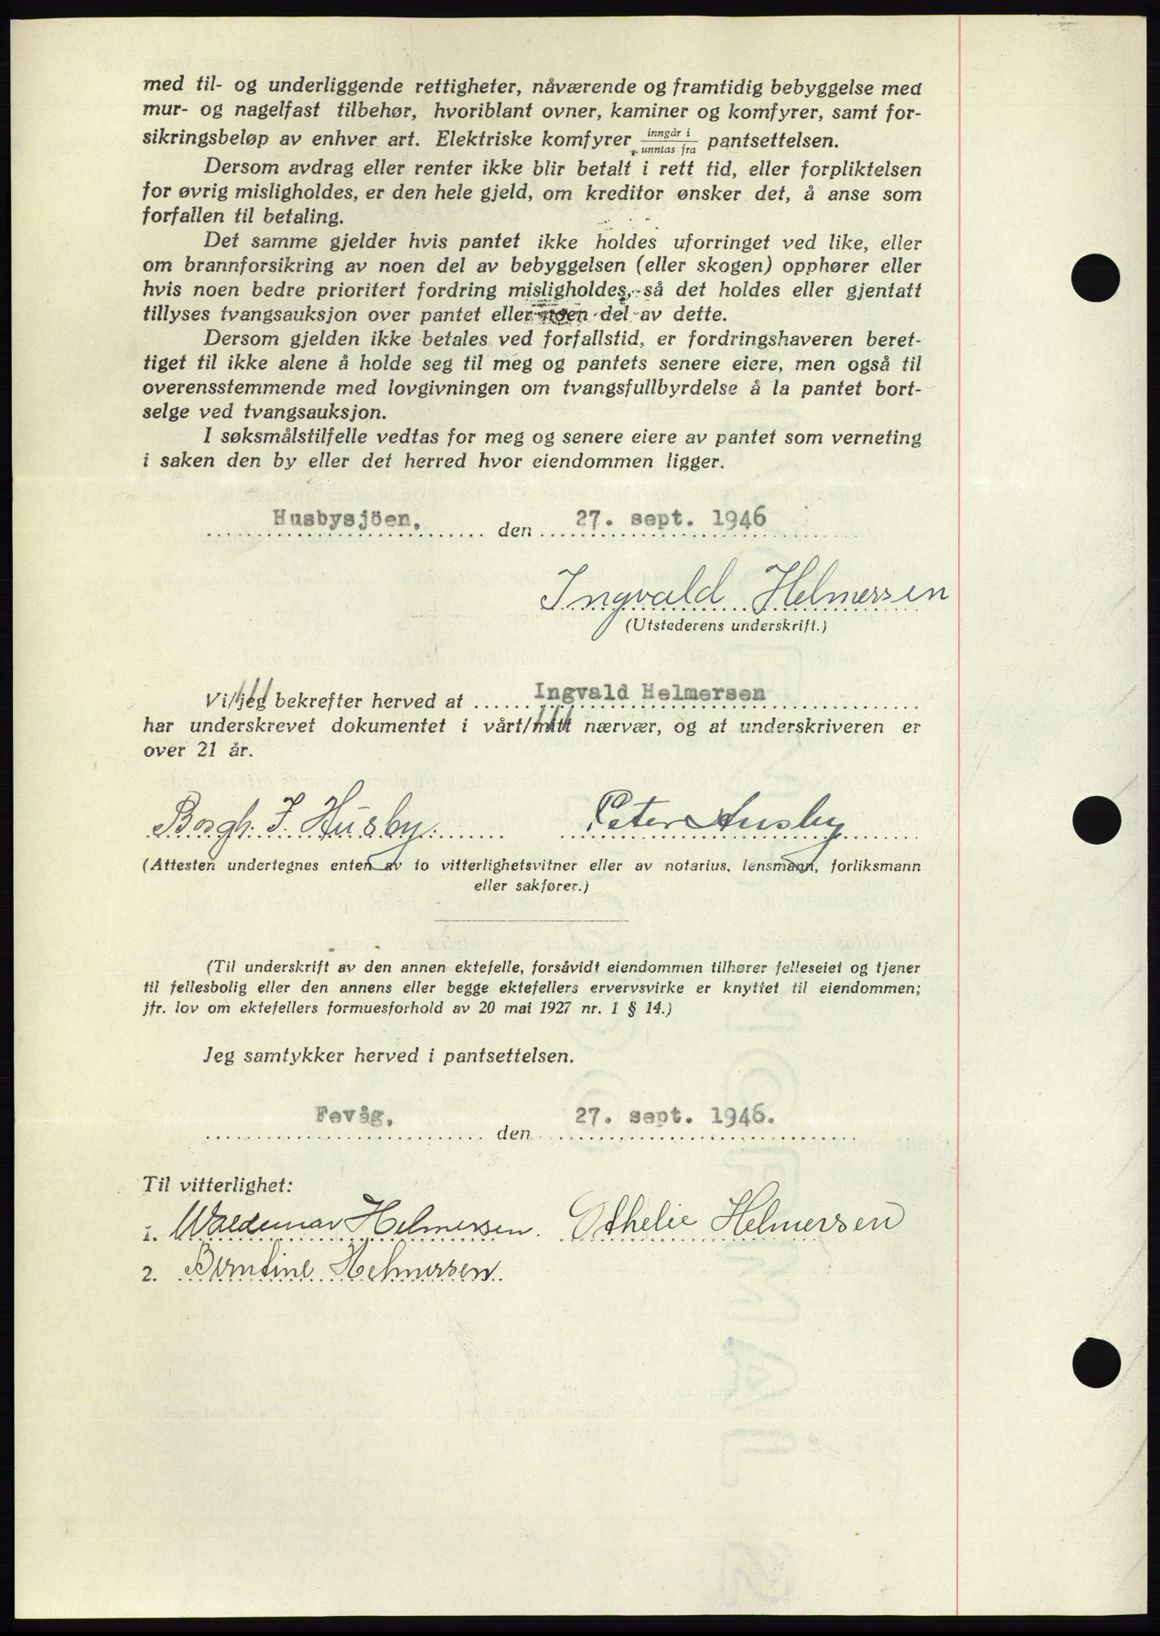 med til- og underliggende rettigheter, nåværende og framtidig bebyggelse med
mur- og nagelfast tilbehør, hvoriblant ovner, kaminer og komfyrer, samt for-
sikringsbeløp av enhver art. Elektriske komfyrer inngår i / unntas fra pantsettelsen.
Dersom avdrag eller renter ikke blir betalt i rett tid, eller forpliktelsen
for øvrig misligholdes, er den hele gjeld, om kreditor ønsker det, å anse som
forfallen til betaling.
Det samme gjelder hvis pantet ikke holdes uforringet ved like, eller
om brannforsikring av noen del av bebyggelsen (eller skogen) opphører eller
hvis noen bedre prioritert fordring misligholdes, så det holdes eller gjentatt
tillyses tvangsauksjon over pantet eller noen del av dette.
Dersom gjelden ikke betales ved forfallstid, er fordringshaveren beret-
tiget til ikke alene å holde seg til meg og pantets senere eiere, men også til
overensstemmende med lovgivningen om tvangsfullbyrdelse å la pantet bort-
selge ved tvangsauksjon.
I søksmålstilfelle vedtas for meg og senere eiere av pantet som verneting
i saken den by eller det herred hvor eiendommen ligger.
Husbysjöen, den 27. sept. 1946
Ingvald Helmersen
(Utstederens underskrift.)
Vi/jeg bekrefter herved at Ingvald Helmersen
har underskrevet dokumentet i vårt/mitt nærvær, og at underskriveren er
over 21 år.
Borgh. J. Husby. Peter Husby
(Attesten undertegnes enten av to vitterlighetsvitner eller av notarius, lensmann, forliksmann
eller sakfører.)
(Til underskrift av den annen ektefelle, forsåvidt eiendommen tilhører felleseiet og tjener
til fellesbolig eller den annens eller begge ektefellers ervervsvirke er knyttet til eiendommen;
jfr. lov om ektefellers formuesforhold av 20 mai 1927 nr. 1 § 14.)
Jeg samtykker herved i pantsettelsen.
Fevåg, den 27. sept. 1946.
Til vitterlighet:
1. Waldemar Helmersen. Othelie Helmersen
2. Berntine Helmersen